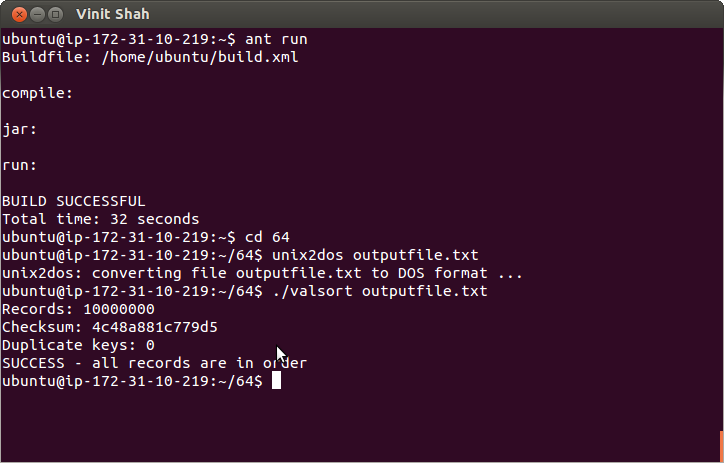 Vinit Shah
ubuntu@ip-172-31-10-219:~$ ant run
Buildfile: /home/ubuntu/build.xml
compile:
jar:
run:
BUILD SUCCESSFUL
Total time: 32 seconds
ubuntu@ip-172-31-10-219:~$ cd 64
ubuntu@ip-172-31-10-219:~/64$ unix2dos outputfile.txt
unix2dos: converting file outputfile.txt to DOS format ...
ubuntu@ip-172-31-10-219:~/64$ ./valsort outputfile.txt
Records: 10000000
Checksum: 4c48a881c779d5
Duplicate keys: 0
SUCCESS - all records are in order
ubuntu@ip-172-31-10-219:~/64$